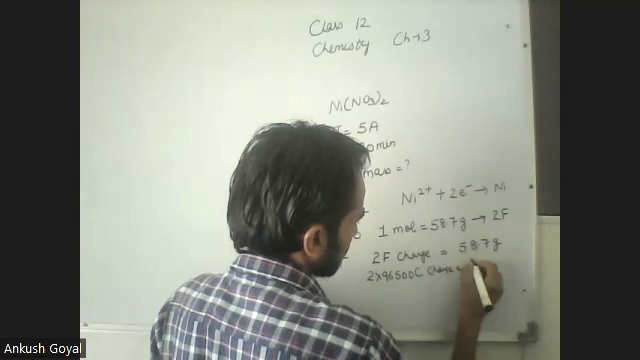 Class 12
Chemistry Ch→3
Ni(NO3)2
= 5A
min
mass = ?
Ni2+ + 2e- → Ni
1 mol = 58.7g → 2F
2F charge = 58.7g
2×96500C charge =
Ankush Goyal